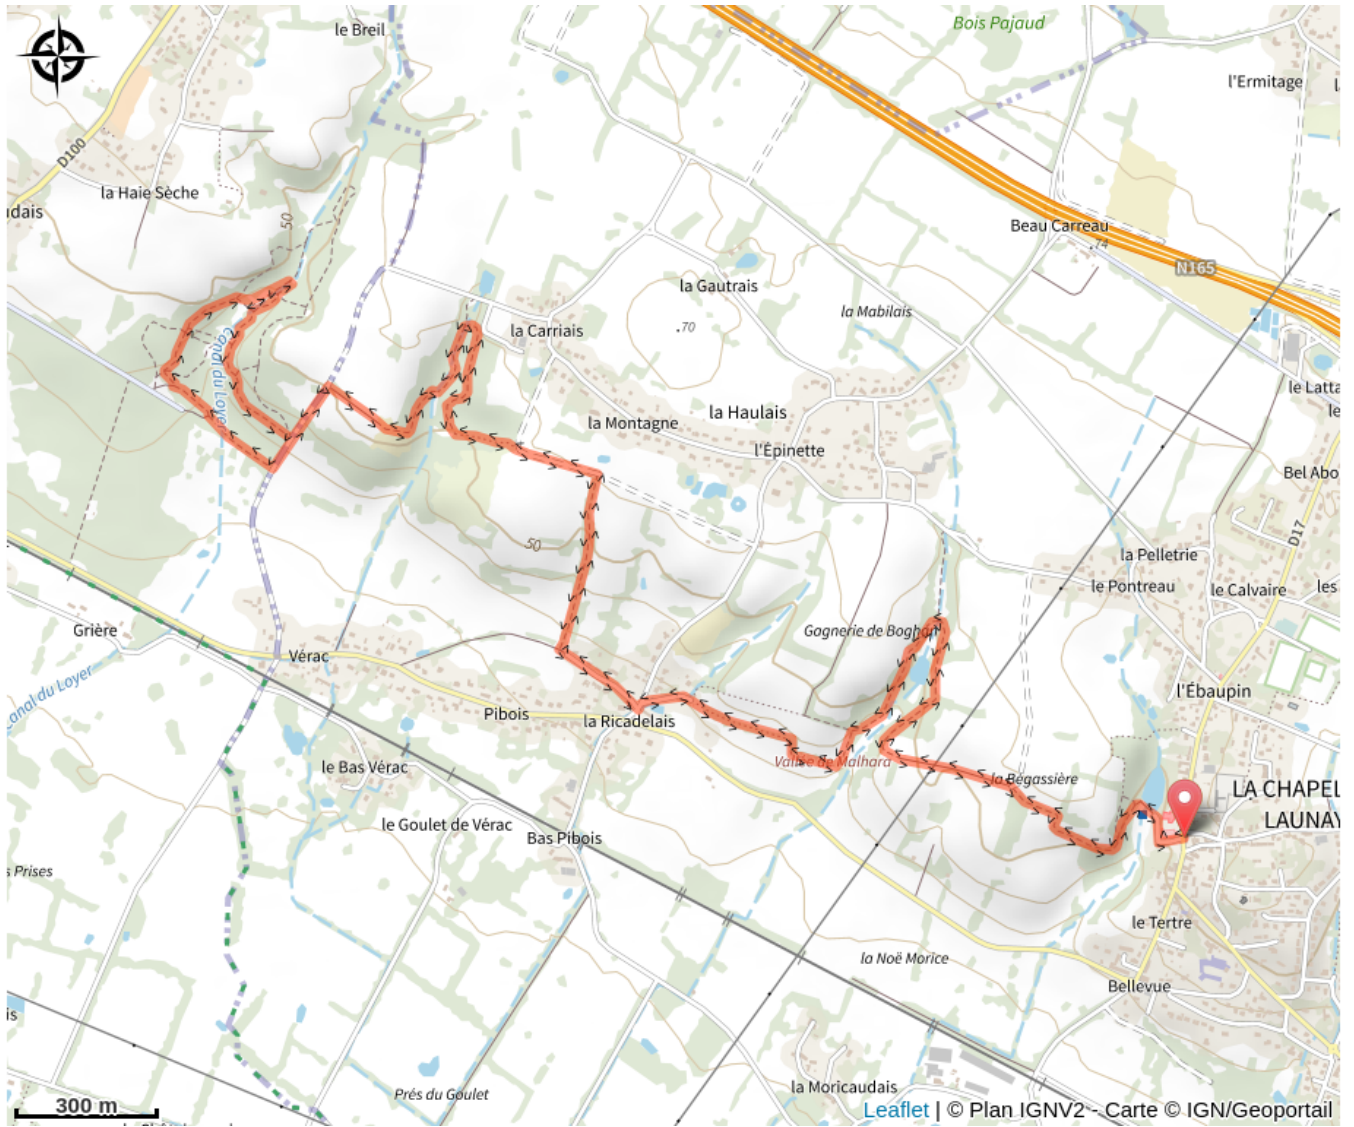 Bois Pajaud
le Breil
l'Ermitage
D100
la Haie Sèche
50
Beau Carreau
74
N165
la Gautrais
la Mabilais
la Carriais
70
Canal du Loyer
le Latta
la Haulais
la Montagne
l'Épinette
Bel Abo
D17
50
la Pelletrie
le Pontreau
le Calvaire
les
Grière
Gagnerie de Boghan
Vérac
Canal du Loyer
l'Ébaupin
Pibois
la Ricadelais
le Bas Vérac
Vallée de Malhara
la Bégassière
LA CHAPEL
LAUNAY
le Goulet de Vérac
Bas Pibois
s Prises
le Tertre
la Noë Morice
Bellevue
la Moricaudais
Prés du Goulet
300 m
Leaflet | © Plan IGNV2 - Carte © IGN/Geoportail